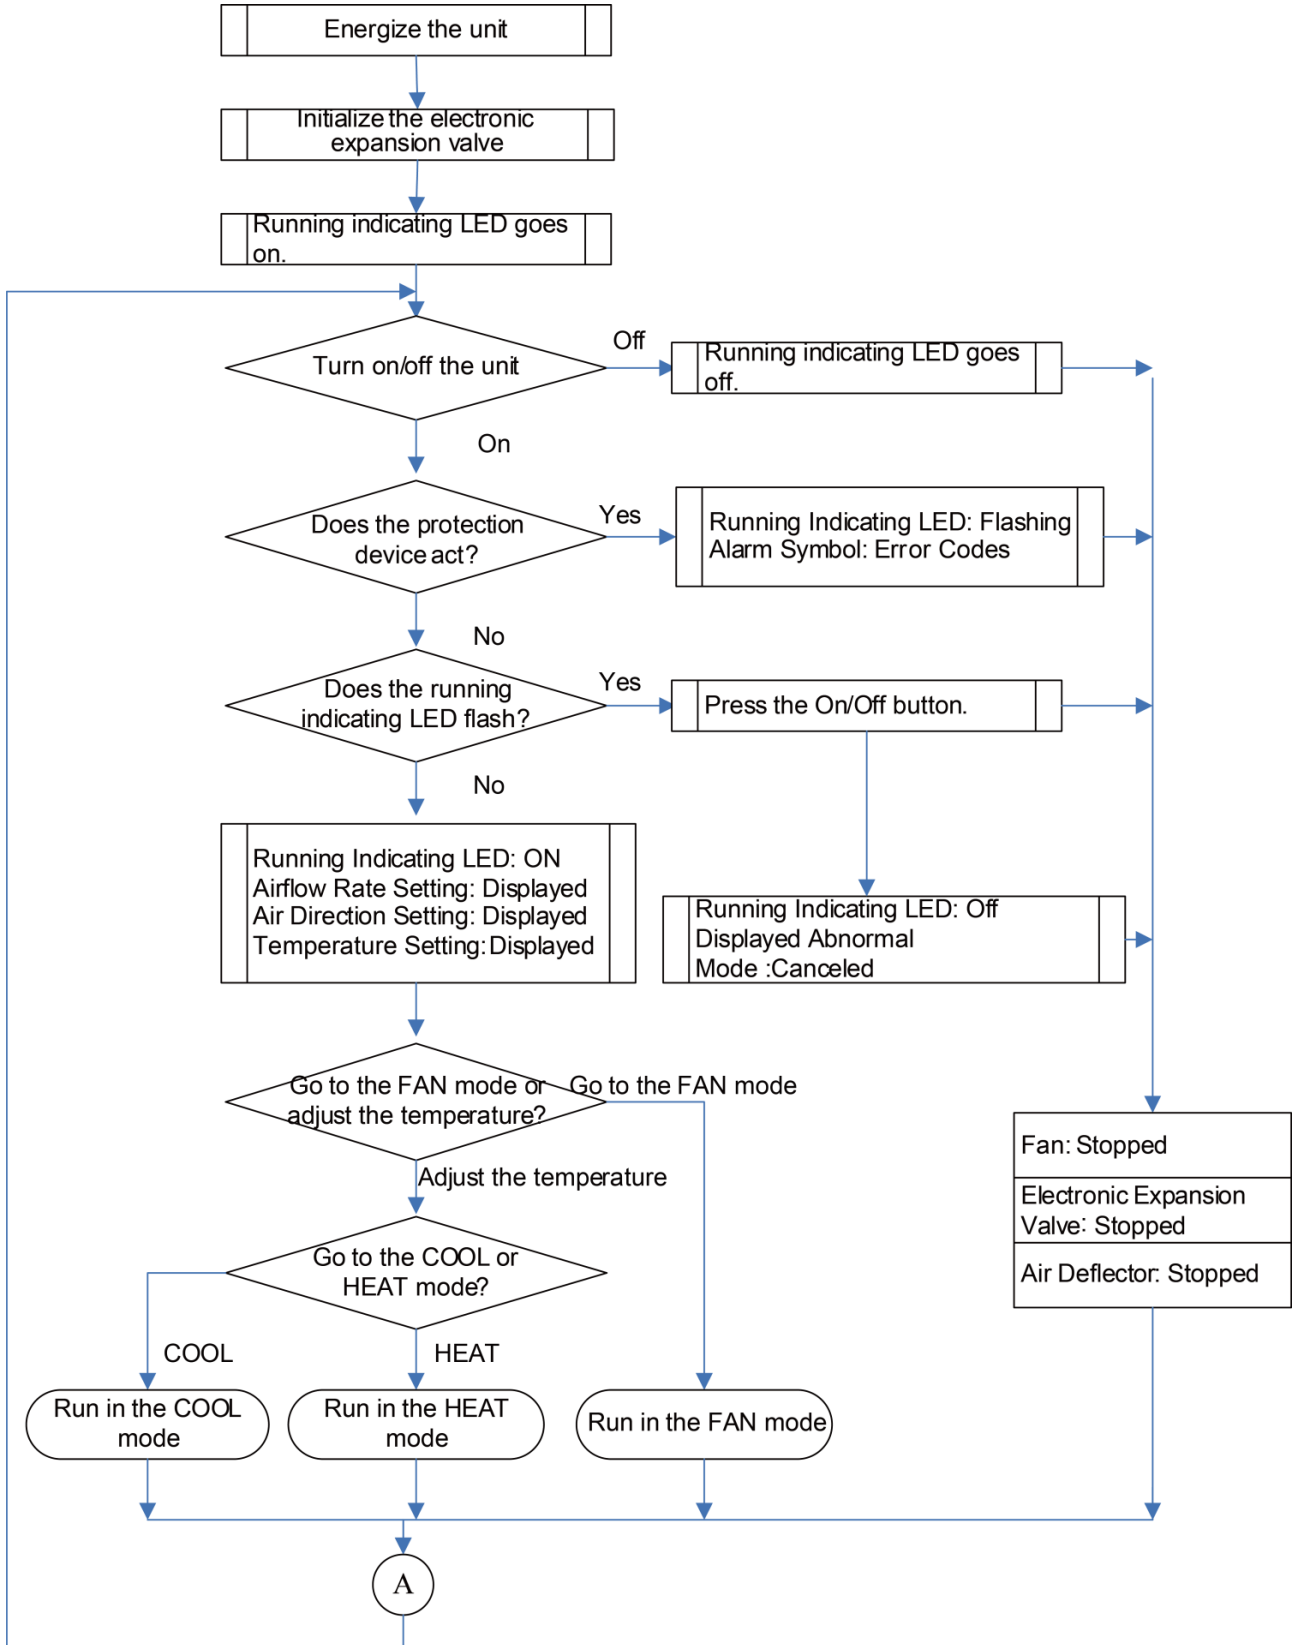 Energize the unit
Initialize the electronic
expansion valve
Running indicating LED goes
on.
Turn on/off the unit
Off
Running indicating LED goes
off.
On
Does the protection
device act?
Yes
Running Indicating LED: Flashing
Alarm Symbol: Error Codes
No
Does the running
indicating LED flash?
Yes
Press the On/Off button.
No
Running Indicating LED: ON
Airflow Rate Setting: Displayed
Air Direction Setting: Displayed
Temperature Setting: Displayed
Running Indicating LED: Off
Displayed Abnormal
Mode :Canceled
Go to the FAN mode or
adjust the temperature?
Go to the FAN mode
Adjust the temperature
Fan: Stopped
Electronic Expansion
Valve: Stopped
Air Deflector: Stopped
Go to the COOL or
HEAT mode?
COOL
HEAT
Run in the COOL
mode
Run in the HEAT
mode
Run in the FAN mode
A